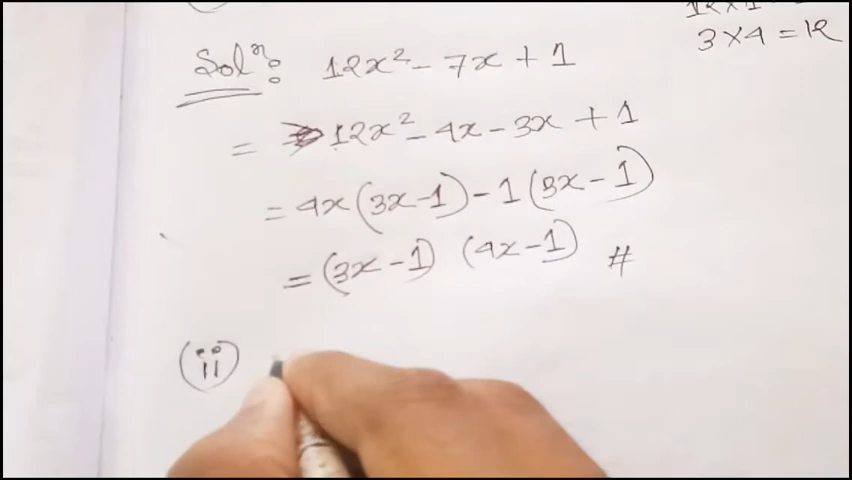 3×4 = 12
Solⁿ: 12x² - 7x + 1
= 12x² - 4x - 3x + 1
= 4x(3x-1) - 1(3x-1)
= (3x-1) (4x-1) #
(ii)